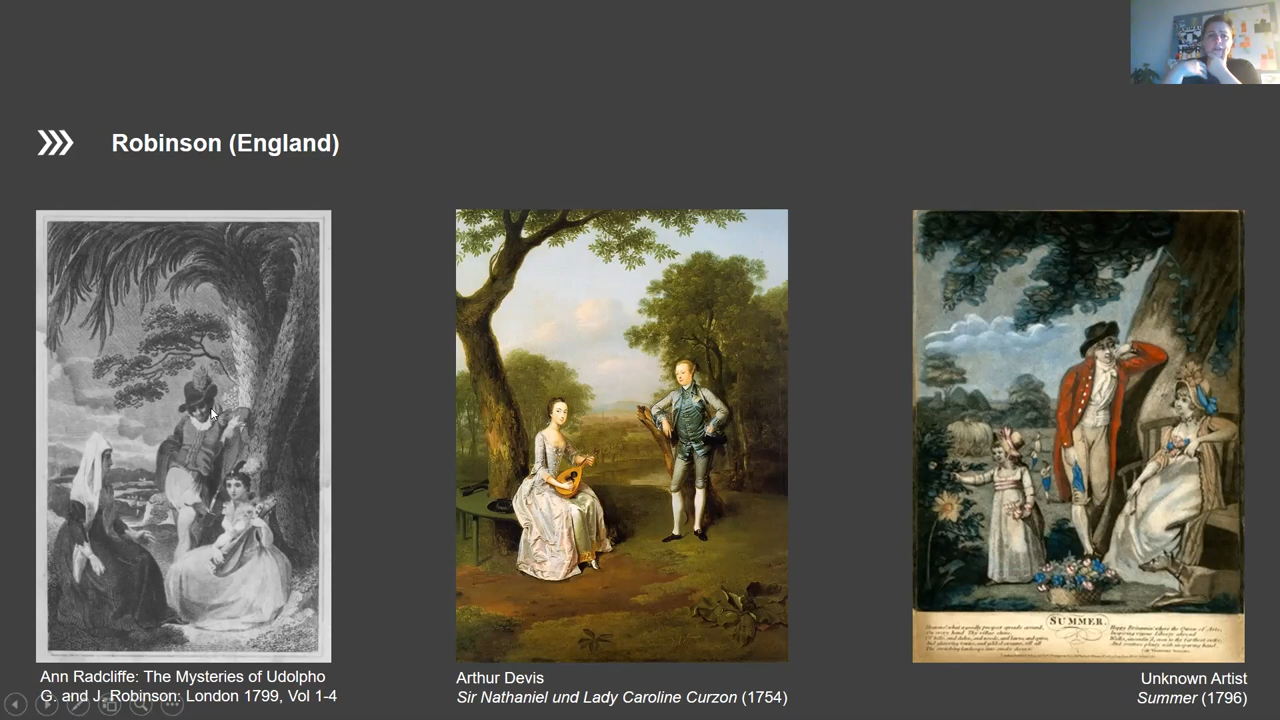 Robinson (England)
Ann Radcliffe: The Mysteries of Udolpho
G. and J. Robinson: London 1799, Vol 1-4
Arthur Devis
Sir Nathaniel und Lady Caroline Curzon (1754)
SUMMER.
Unknown Artist
Summer (1796)